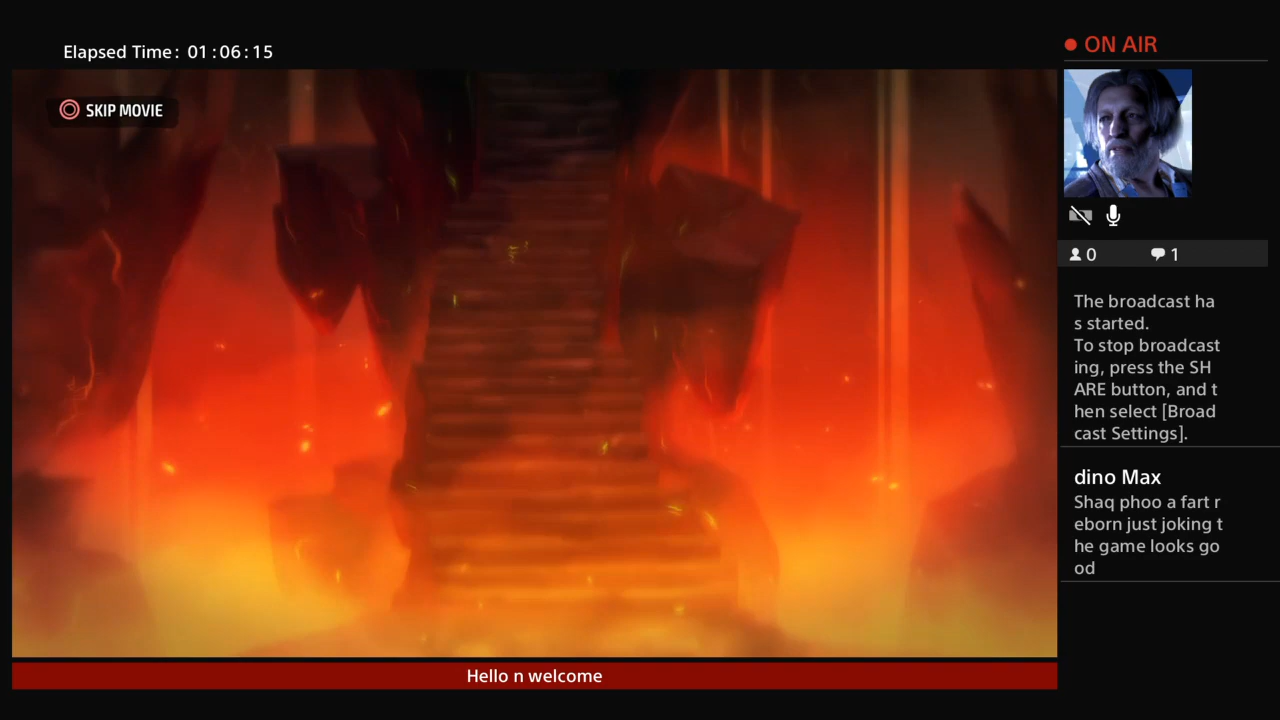 Elapsed Time: 01:06:15
ON AIR
SKIP MOVIE
0
1
The broadcast ha
s started.
To stop broadcast
ing, press the SH
ARE button, and t
hen select [Broad
cast Settings].
dino Max
Shaq phoo a fart r
eborn just joking t
he game looks go
od
Hello n welcome